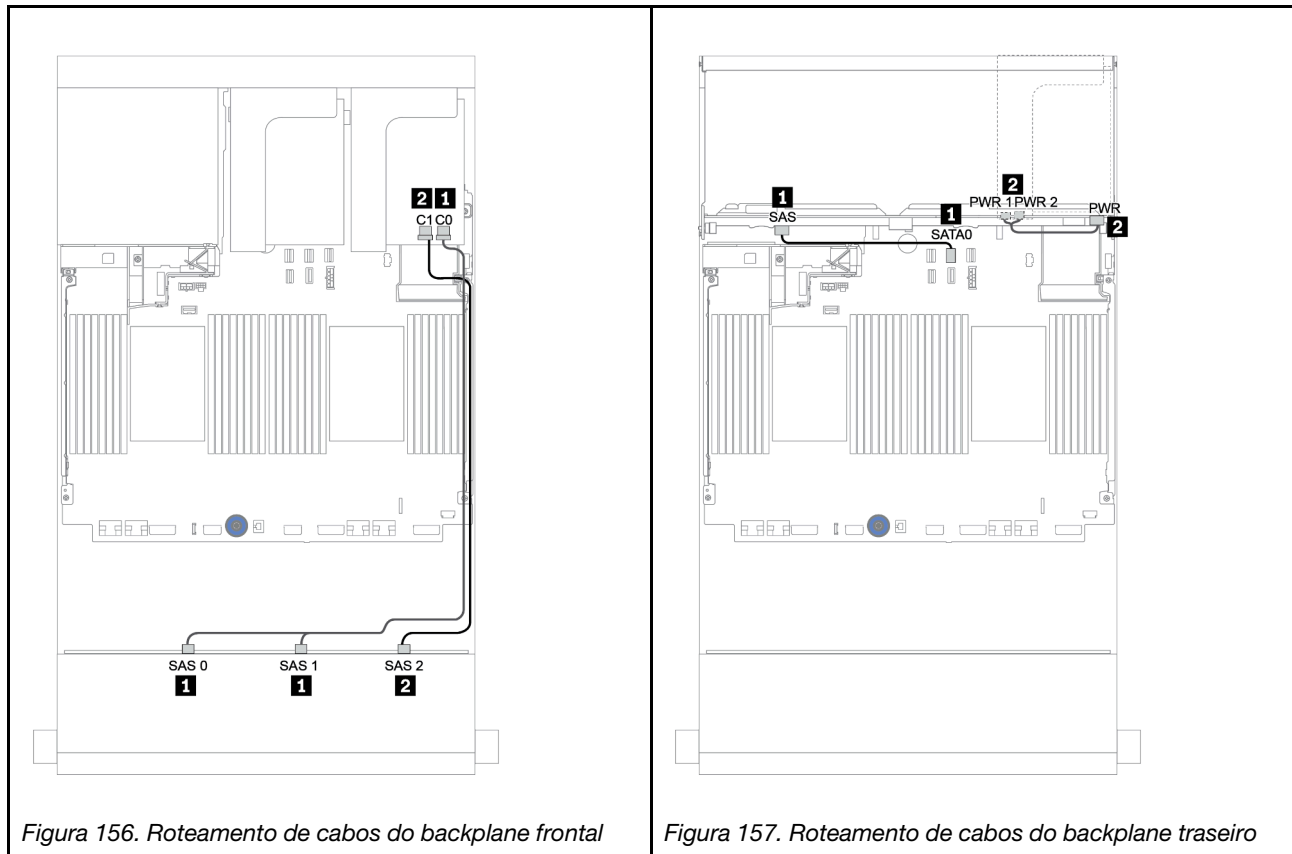 2 1
C1 C0
SAS 0 SAS 1 SAS 2
1 1 2
Figura 156. Roteamento de cabos do backplane frontal
2
1 PWR 1 PWR 2 PWR
SAS 1 2
SATA0
Figura 157. Roteamento de cabos do backplane traseiro